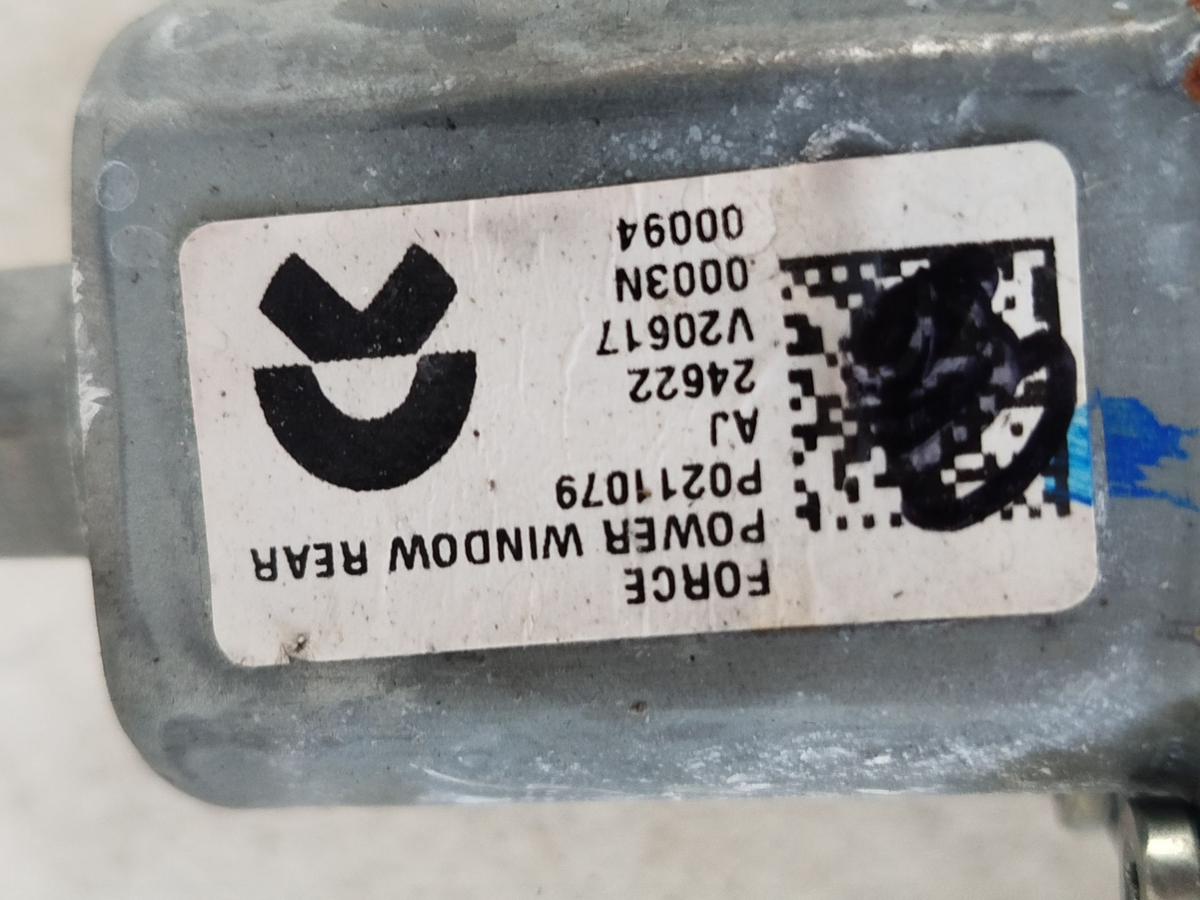 FORCE
POWER WINDOW REAR
P0211079
AJ
24622
V20617
0003N
00094